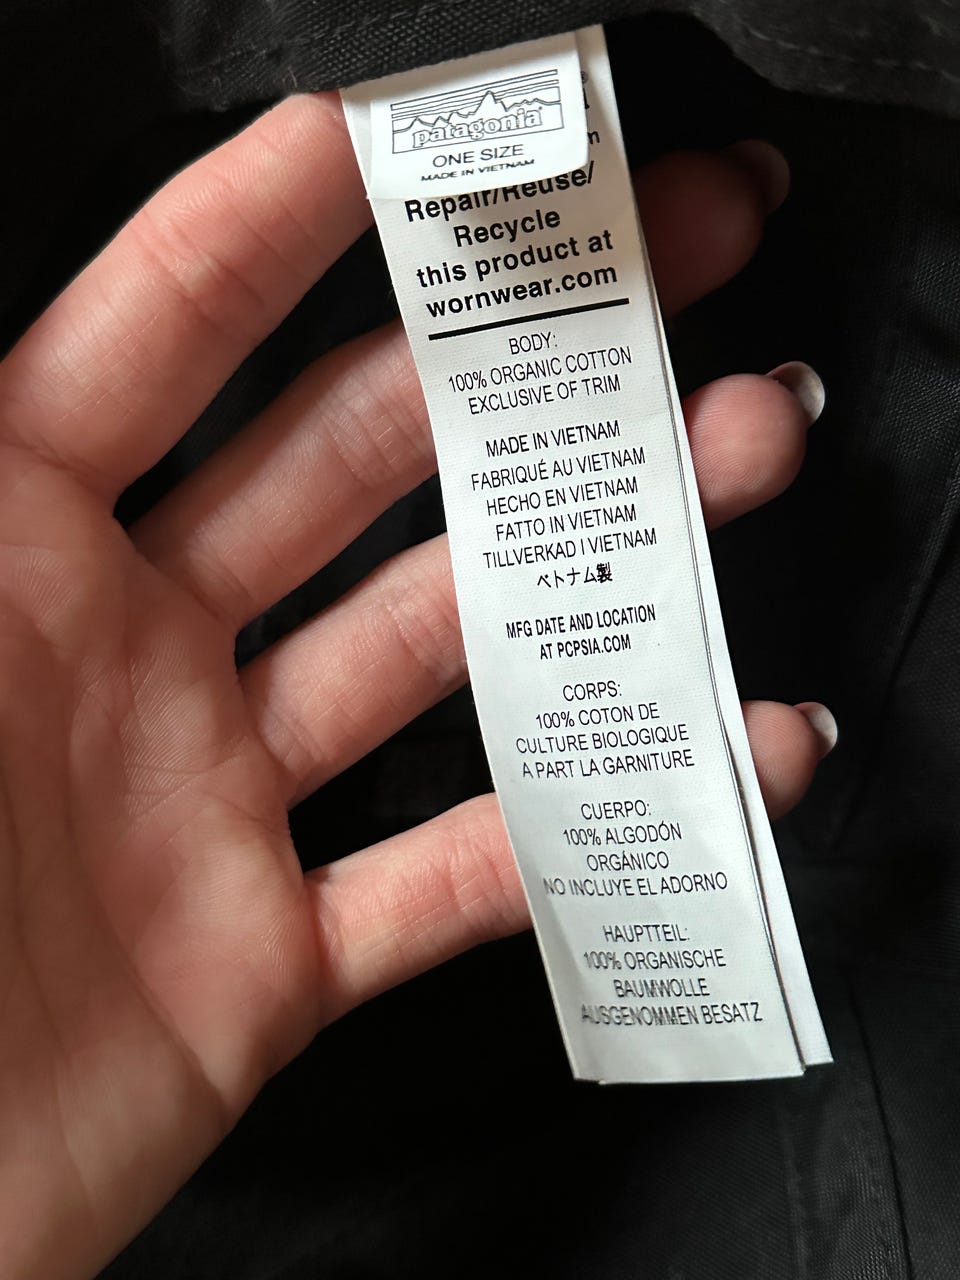 patagonia
ONE SIZE
MADE IN VIETNAM
m
Repair/Reuse/
Recycle
this product at
wornwear.com
BODY:
100% ORGANIC COTTON
EXCLUSIVE OF TRIM
MADE IN VIETNAM
FABRIQUÉ AU VIETNAM
HECHO EN VIETNAM
FATTO IN VIETNAM
TILLVERKAD I VIETNAM
ベトナム製
MFG DATE AND LOCATION
AT PCPSIA.COM
CORPS:
100% COTON DE
CULTURE BIOLOGIQUE
A PART LA GARNITURE
CUERPO:
100% ALGODÓN
ORGÁNICO
NO INCLUYE EL ADORNO
HAUPTTEIL:
100% ORGANISCHE
BAUMWOLLE
AUSGENOMMEN BESATZ